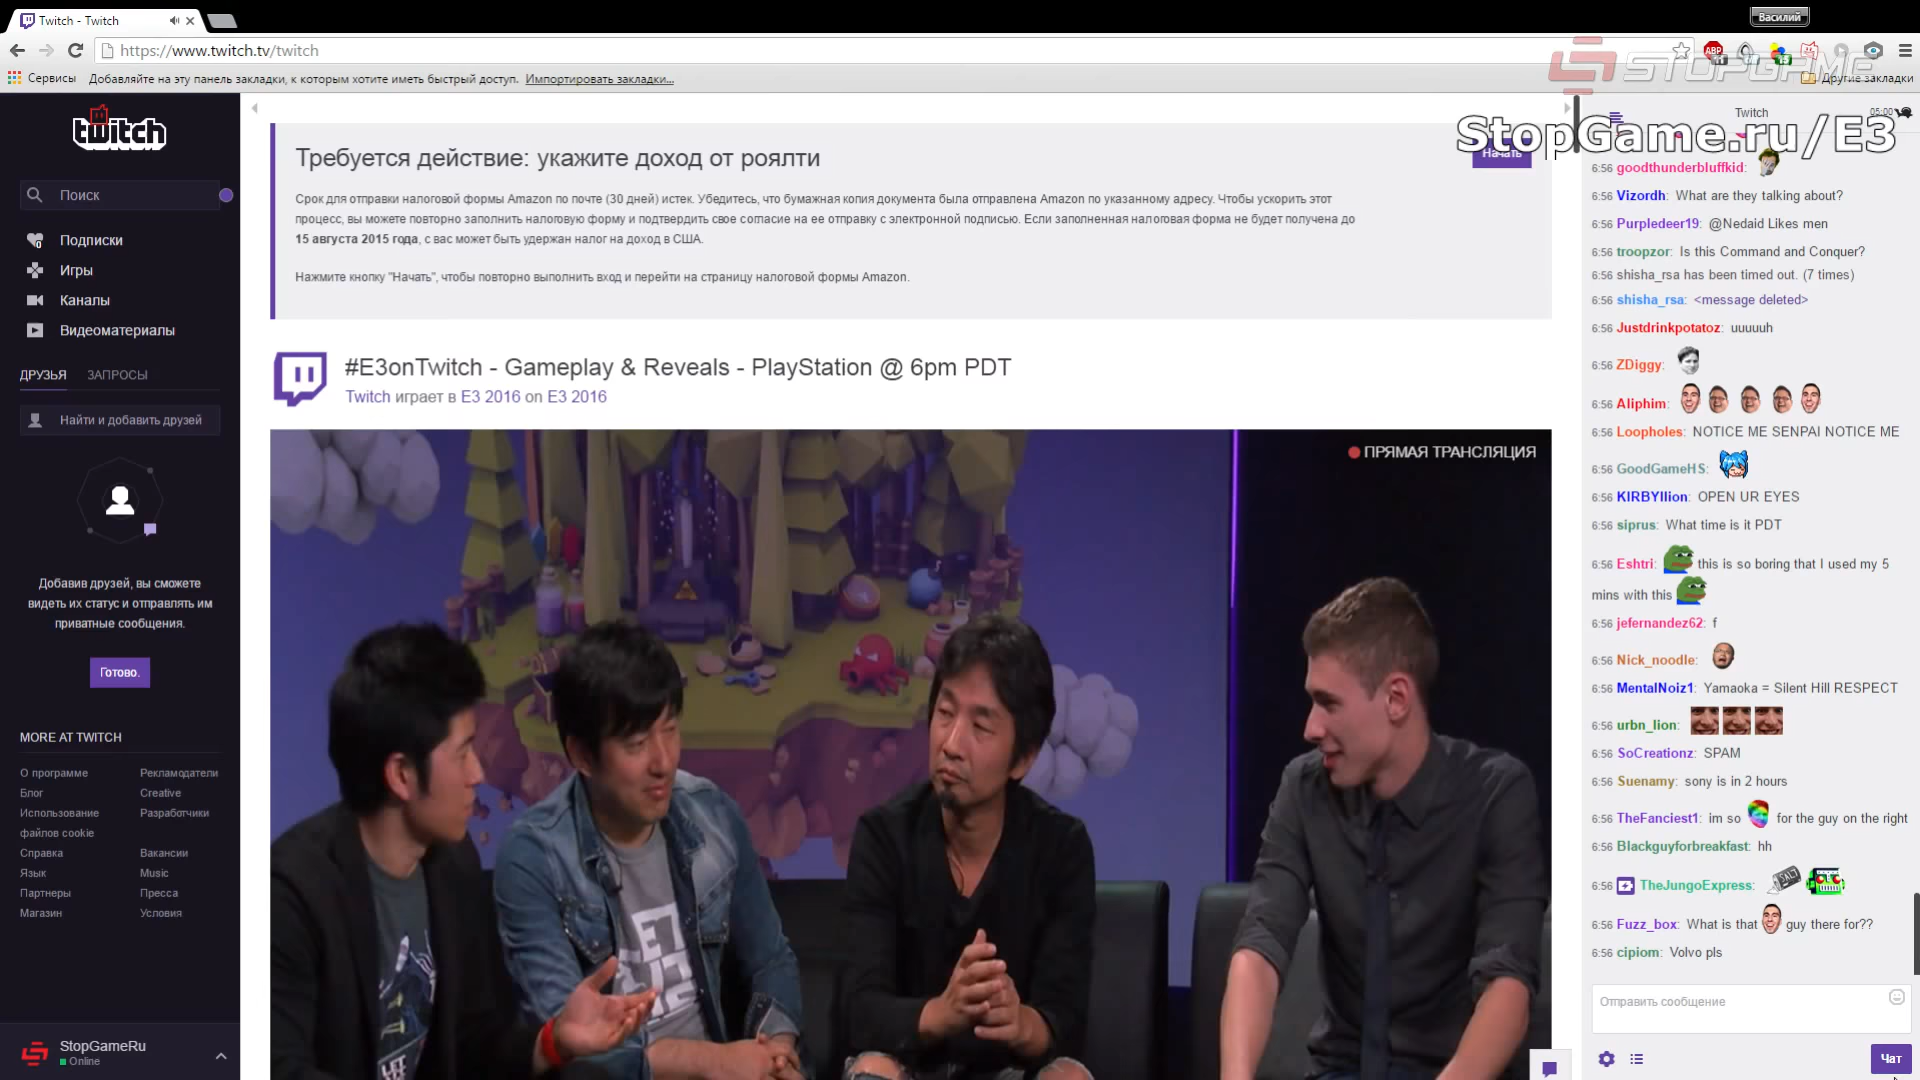 Twitch - Twitch
Василий
https://www.twitch.tv/twitch
ABP
Сервисы
Добавляйте на эту панель закладки, к которым хотите иметь быстрый доступ.
Импортировать закладки...
Другие закладки
STOPGAME
StopGame.ru/E3
twitch
Поиск
Подписки
Игры
Каналы
Видеоматериалы
ДРУЗЬЯ
ЗАПРОСЫ
Найти и добавить друзей
Добавив друзей, вы сможете
видеть их статус и отправлять им
приватные сообщения.
Готово.
MORE AT TWITCH
О программе
Рекламодатели
Блог
Creative
Использование
файлов cookie
Разработчики
Справка
Вакансии
Язык
Music
Партнеры
Пресса
Магазин
Условия
StopGameRu
Online
Требуется действие: укажите доход от роялти
Начать
Срок для отправки налоговой формы Amazon по почте (30 дней) истек. Убедитесь, что бумажная копия документа была отправлена Amazon по указанному адресу. Чтобы ускорить этот
процесс, вы можете повторно заполнить налоговую форму и подтвердить свое согласие на ее отправку с электронной подписью. Если заполненная налоговая форма не будет получена до
15 августа 2015 года, с вас может быть удержан налог на доход в США.
Нажмите кнопку "Начать", чтобы повторно выполнить вход и перейти на страницу налоговой формы Amazon.
#E3onTwitch - Gameplay & Reveals - PlayStation @ 6pm PDT
Twitch играет в E3 2016 on E3 2016
ПРЯМАЯ ТРАНСЛЯЦИЯ
Twitch
05:00
6:56 goodthunderbluffkid:
6:56 Vizordh: What are they talking about?
6:56 Purpledeer19: @Nedaid Likes men
6:56 troopzor: Is this Command and Conquer?
6:56 shisha_rsa has been timed out. (7 times)
6:56 shisha_rsa: <message deleted>
6:56 Justdrinkpotatoz: uuuuuh
6:56 ZDiggy:
6:56 Aliphim:
6:56 Loopholes: NOTICE ME SENPAI NOTICE ME
6:56 GoodGameHS:
6:56 KIRBYllion: OPEN UR EYES
6:56 siprus: What time is it PDT
6:56 Eshtri: this is so boring that I used my 5
mins with this
6:56 jefernandez62: f
6:56 Nick_noodle:
6:56 MentalNoiz1: Yamaoka = Silent Hill RESPECT
6:56 urbn_lion:
6:56 SoCreationz: SPAM
6:56 Suenamy: sony is in 2 hours
6:56 TheFanciest1: im so for the guy on the right
6:56 Blackguyforbreakfast: hh
6:56 TheJungoExpress:
SALT
6:56 Fuzz_box: What is that guy there for??
6:56 cipiom: Volvo pls
Отправить сообщение
Чат